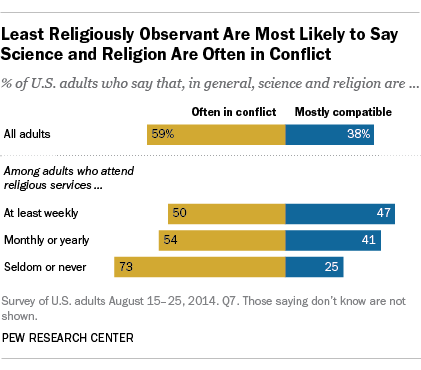 Least Religiously Observant Are Most Likely to Say
Science and Religion Are Often in Conflict
% of U.S. adults who say that, in general, science and religion are ...
Often in conflict Mostly compatible
All adults 59% 38%
Among adults who attend
religious services ...
At least weekly 50 47
Monthly or yearly 54 41
Seldom or never 73 25
Survey of U.S. adults August 15–25, 2014. Q7. Those saying don't know are not
shown.
PEW RESEARCH CENTER